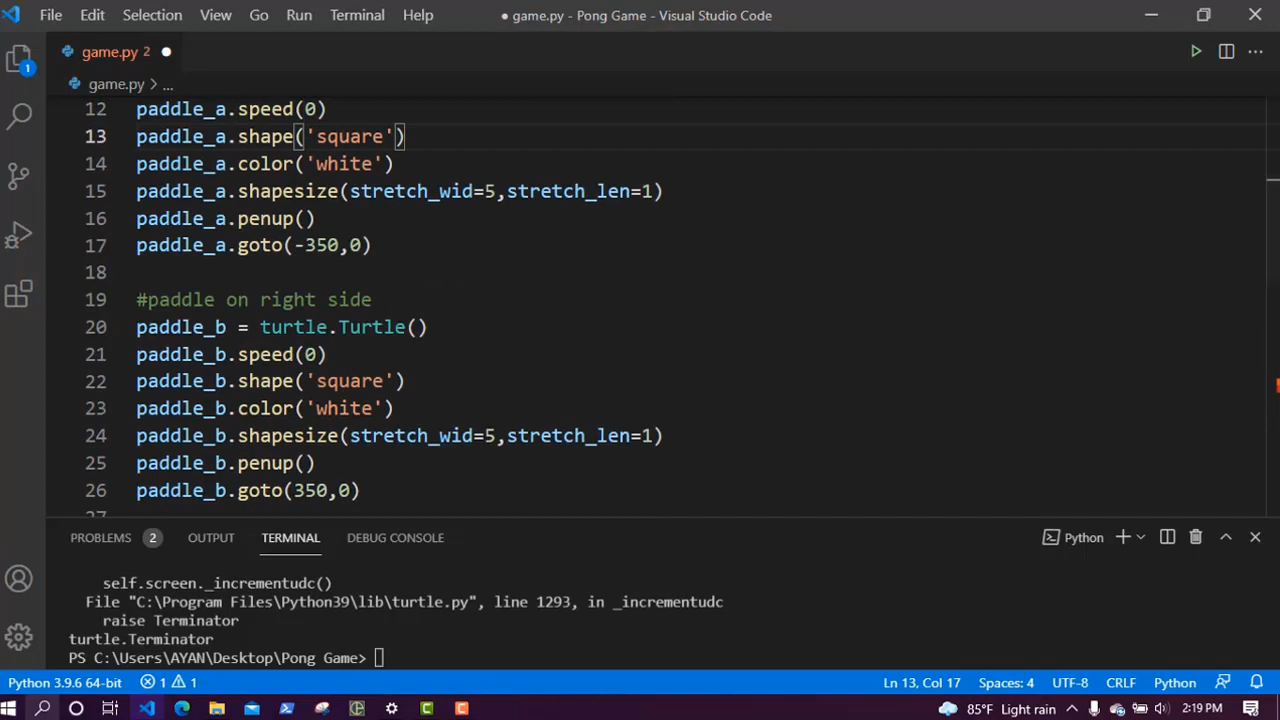 File Edit Selection View Go Run Terminal Help ● game.py - Pong Game - Visual Studio Code
game.py 2 ●
game.py > ...
12 paddle_a.speed(0)
13 paddle_a.shape('square')
14 paddle_a.color('white')
15 paddle_a.shapesize(stretch_wid=5,stretch_len=1)
16 paddle_a.penup()
17 paddle_a.goto(-350,0)
18
19 #paddle on right side
20 paddle_b = turtle.Turtle()
21 paddle_b.speed(0)
22 paddle_b.shape('square')
23 paddle_b.color('white')
24 paddle_b.shapesize(stretch_wid=5,stretch_len=1)
25 paddle_b.penup()
26 paddle_b.goto(350,0)
27
1
PROBLEMS 2 OUTPUT TERMINAL DEBUG CONSOLE Python
self.screen._incrementudc()
File "C:\Program Files\Python39\lib\turtle.py", line 1293, in _incrementudc
raise Terminator
turtle.Terminator
PS C:\Users\AYAN\Desktop\Pong Game>
Python 3.9.6 64-bit 1 1 Ln 13, Col 17 Spaces: 4 UTF-8 CRLF Python
85°F Light rain 2:19 PM